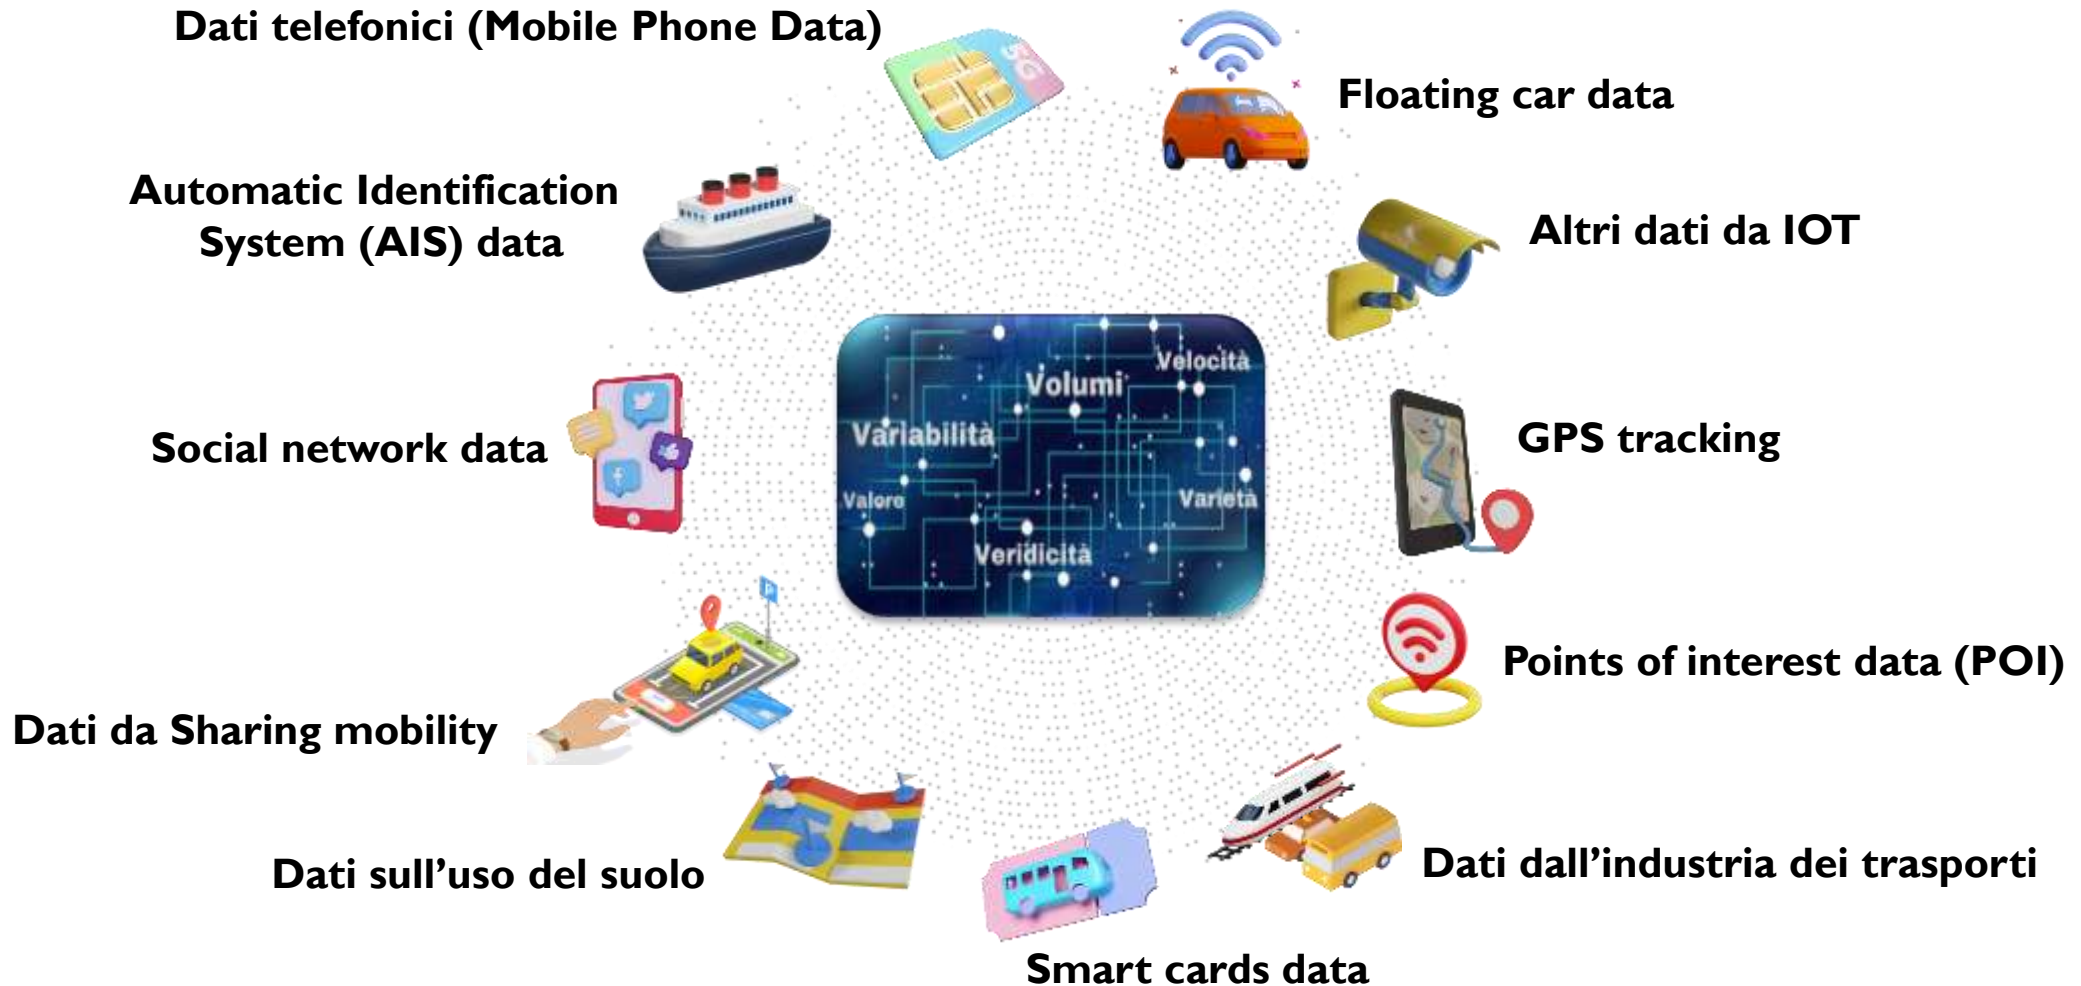 Dati telefonici (Mobile Phone Data)
5G
Floating car data
Automatic Identification
System (AIS) data
Altri dati da IOT
Velocità
Volumi
Variabilità
Social network data
GPS tracking
Valore
Varietà
Veridicità
P
Points of interest data (POI)
Dati da Sharing mobility
Dati sull’uso del suolo
Dati dall’industria dei trasporti
Smart cards data